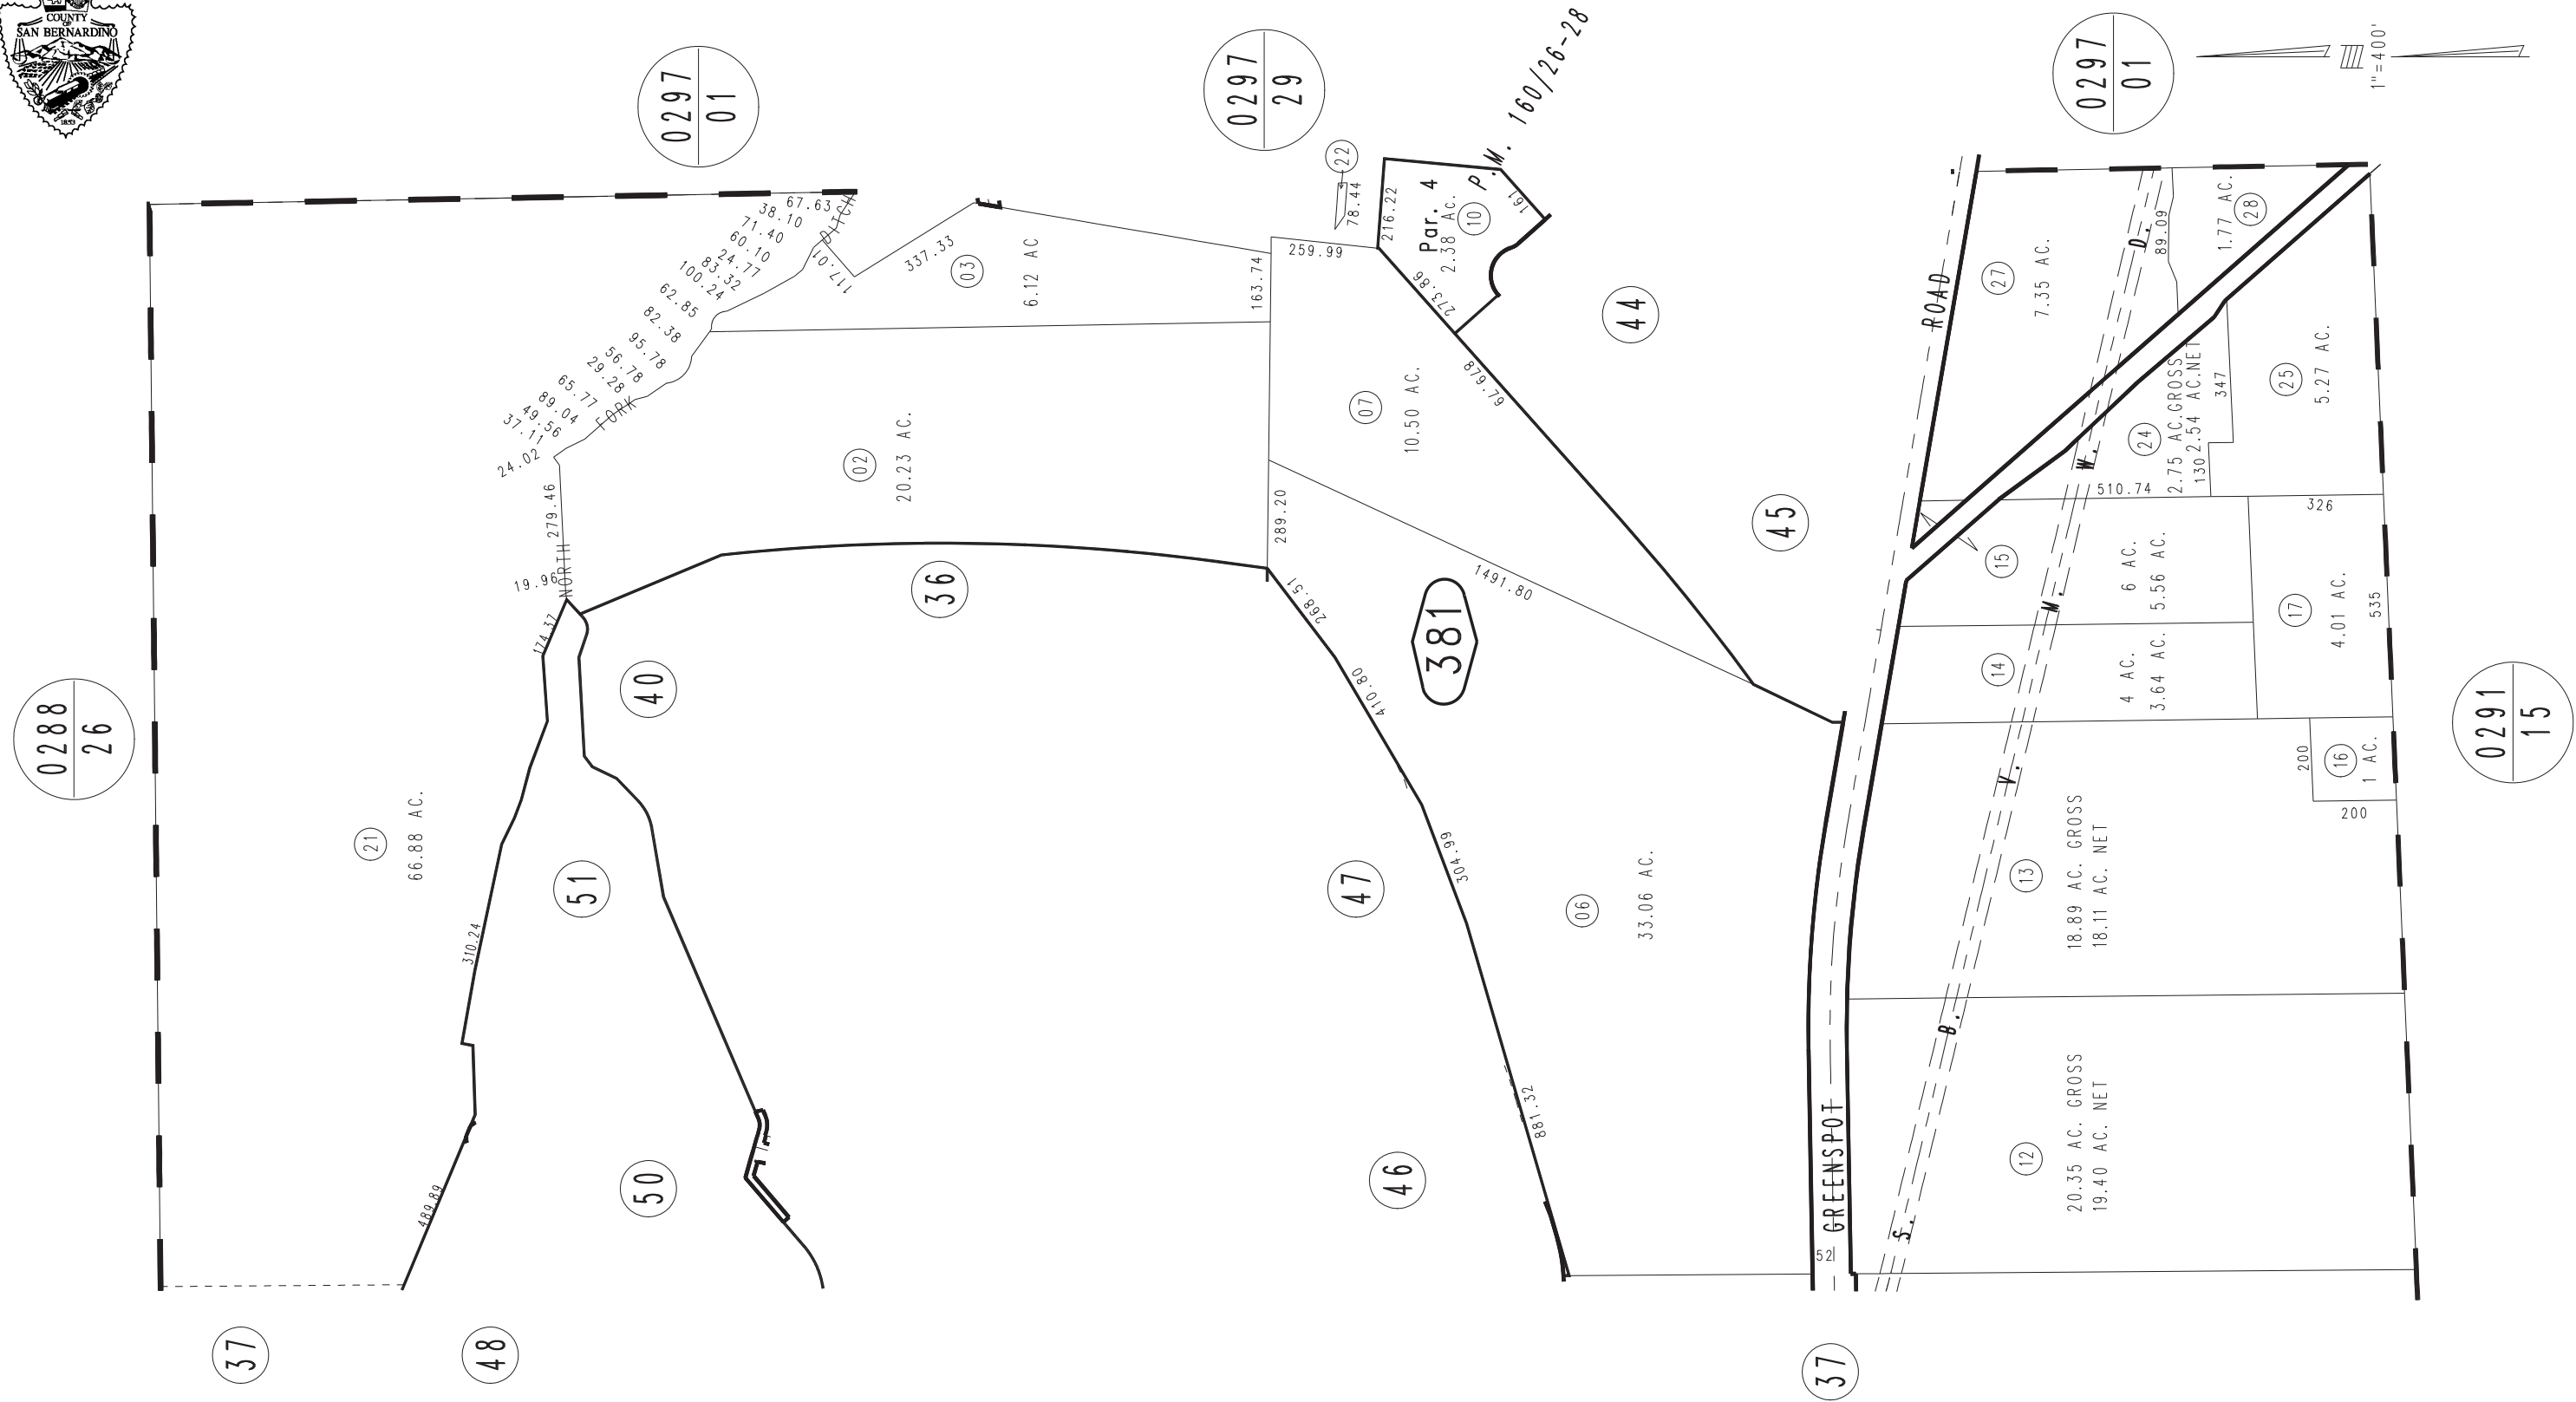 COUNTY
OF
SAN BERNARDINO
1853
0297
01
0297
29
0297
01
1"=400'
0288
26
0291
15
67.63
38.10
71.40
60.10
24.77
83.32
100.24
62.85
82.38
95.78
56.78
29.28
65.77
89.04
49.56
37.11
24.02
DITCH
FORK
NORTH
279.46
19.96
174.37
117.01
337.33
03
6.12 AC
163.74
259.99
22
78.44
216.22
Par. 4
2.38 Ac.
10
P.M. 160/26-28
161
273.86
44
879.67
07
10.50 AC.
02
20.23 AC.
289.20
268.51
1491.80
381
410.80
45
36
40
21
66.88 AC.
51
310.24
50
489.89
47
304.99
06
33.06 AC.
46
881.32
ROAD
GREENSPOT
52
27
7.35 AC.
89.09
1.77 AC.
28
25
5.27 AC.
347
24
2.75 AC.GROSS
2.54 AC.NET
130
510.74
326
15
6 AC.
5.56 AC.
14
4 AC.
3.64 AC.
17
4.01 AC.
535
200
16
1 AC.
200
13
18.89 AC. GROSS
18.11 AC. NET
12
20.35 AC. GROSS
19.40 AC. NET
S. B. V. M. W. D.
37
48
37